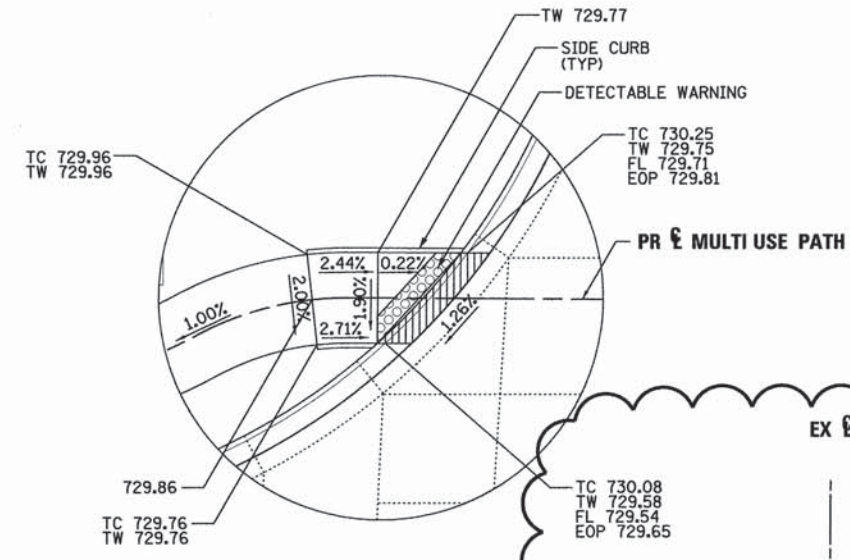 TW 729.77
SIDE CURB
(TYP)
DETECTABLE WARNING
TC 730.25
TW 729.75
FL 729.71
EOP 729.81
TC 729.96
TW 729.96
PR ℄ MULTI USE PATH
2.44%
0.22%
2.00%
1.90%
1.00%
2.71%
1.26%
EX ℄
729.86
TC 729.76
TW 729.76
TC 730.08
TW 729.58
FL 729.54
EOP 729.65